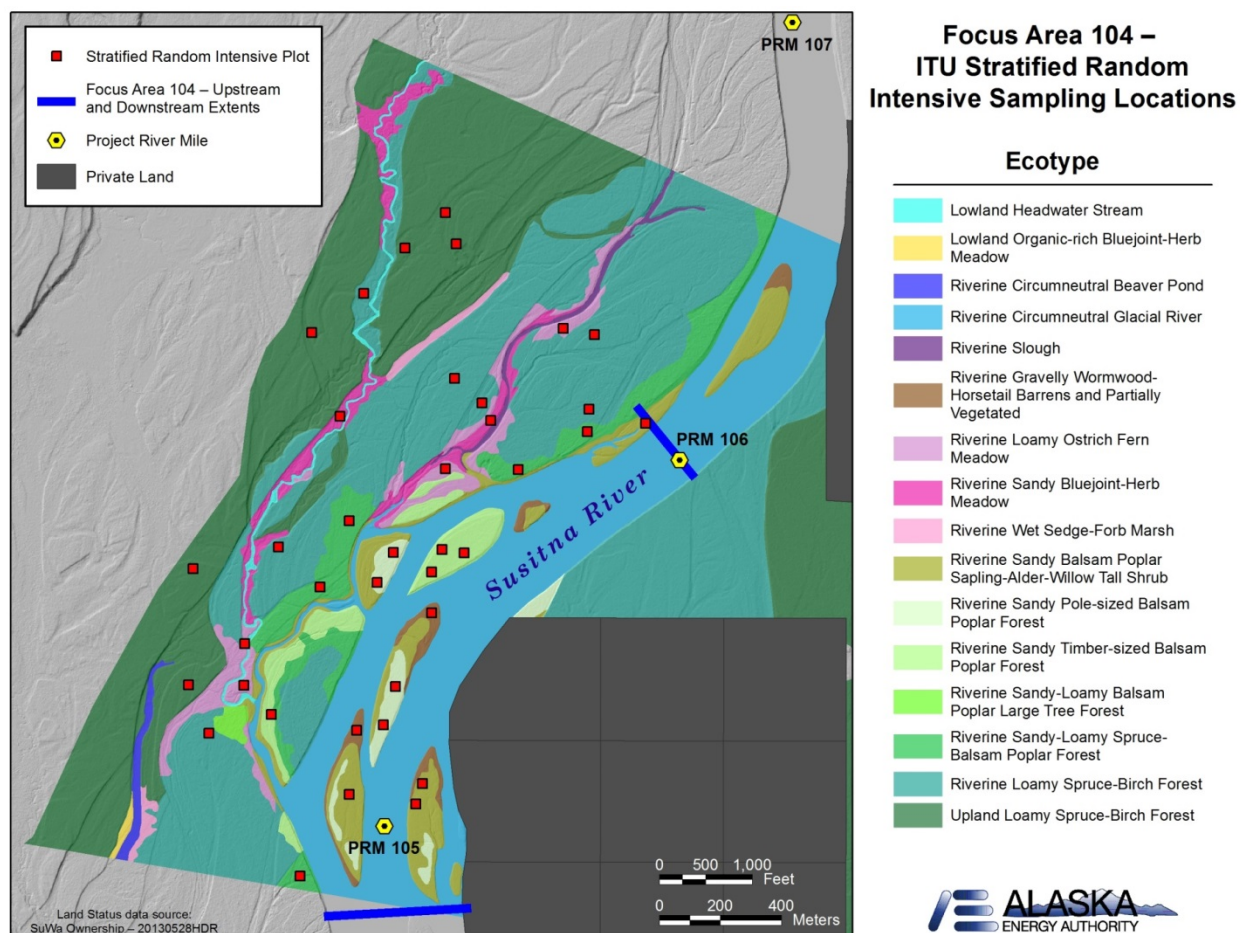 PRM 107
Stratified Random Intensive Plot
Focus Area 104 – Upstream
and Downstream Extents
Project River Mile
Private Land
PRM 106
Susitna River
PRM 105
0 500 1,000
Feet
0 200 400
Meters
Land Status data source:
SuWa Ownership – 20130528HDR
Focus Area 104 –
ITU Stratified Random
Intensive Sampling Locations
Ecotype
Lowland Headwater Stream
Lowland Organic-rich Bluejoint-Herb
Meadow
Riverine Circumneutral Beaver Pond
Riverine Circumneutral Glacial River
Riverine Slough
Riverine Gravelly Wormwood-
Horsetail Barrens and Partially
Vegetated
Riverine Loamy Ostrich Fern
Meadow
Riverine Sandy Bluejoint-Herb
Meadow
Riverine Wet Sedge-Forb Marsh
Riverine Sandy Balsam Poplar
Sapling-Alder-Willow Tall Shrub
Riverine Sandy Pole-sized Balsam
Poplar Forest
Riverine Sandy Timber-sized Balsam
Poplar Forest
Riverine Sandy-Loamy Balsam
Poplar Large Tree Forest
Riverine Sandy-Loamy Spruce-
Balsam Poplar Forest
Riverine Loamy Spruce-Birch Forest
Upland Loamy Spruce-Birch Forest
ALASKA
ENERGY AUTHORITY